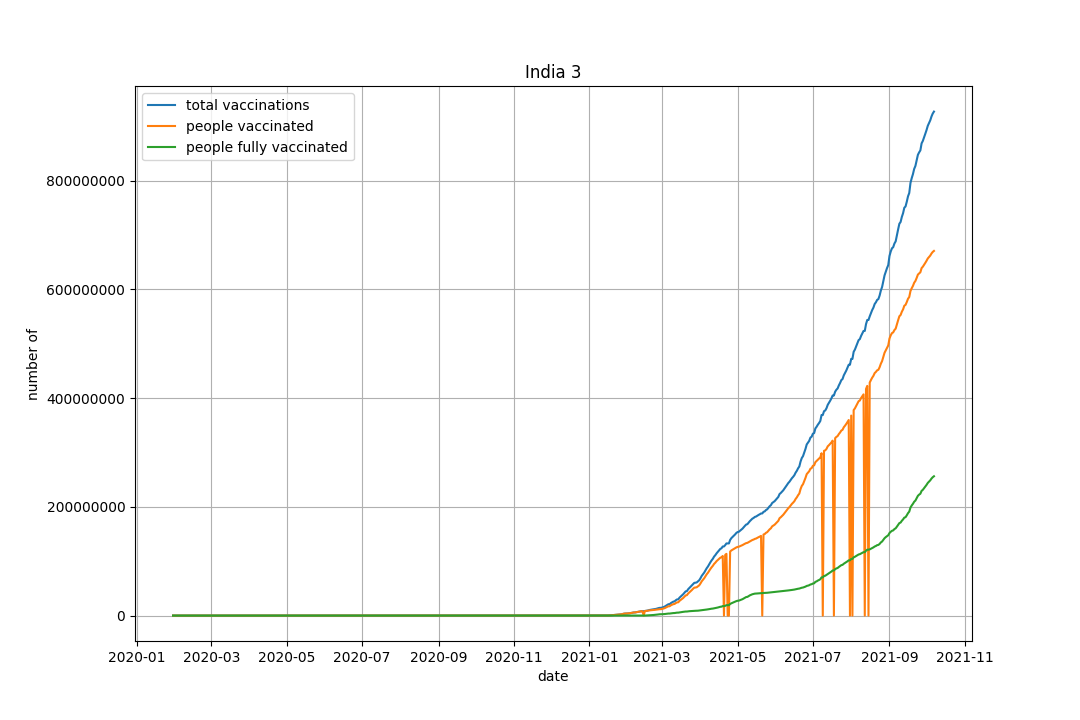 India 3
total vaccinations
people vaccinated
people fully vaccinated
800000000
600000000
400000000
200000000
0
number of
2020-01 2020-03 2020-05 2020-07 2020-09 2020-11 2021-01 2021-03 2021-05 2021-07 2021-09 2021-11
date